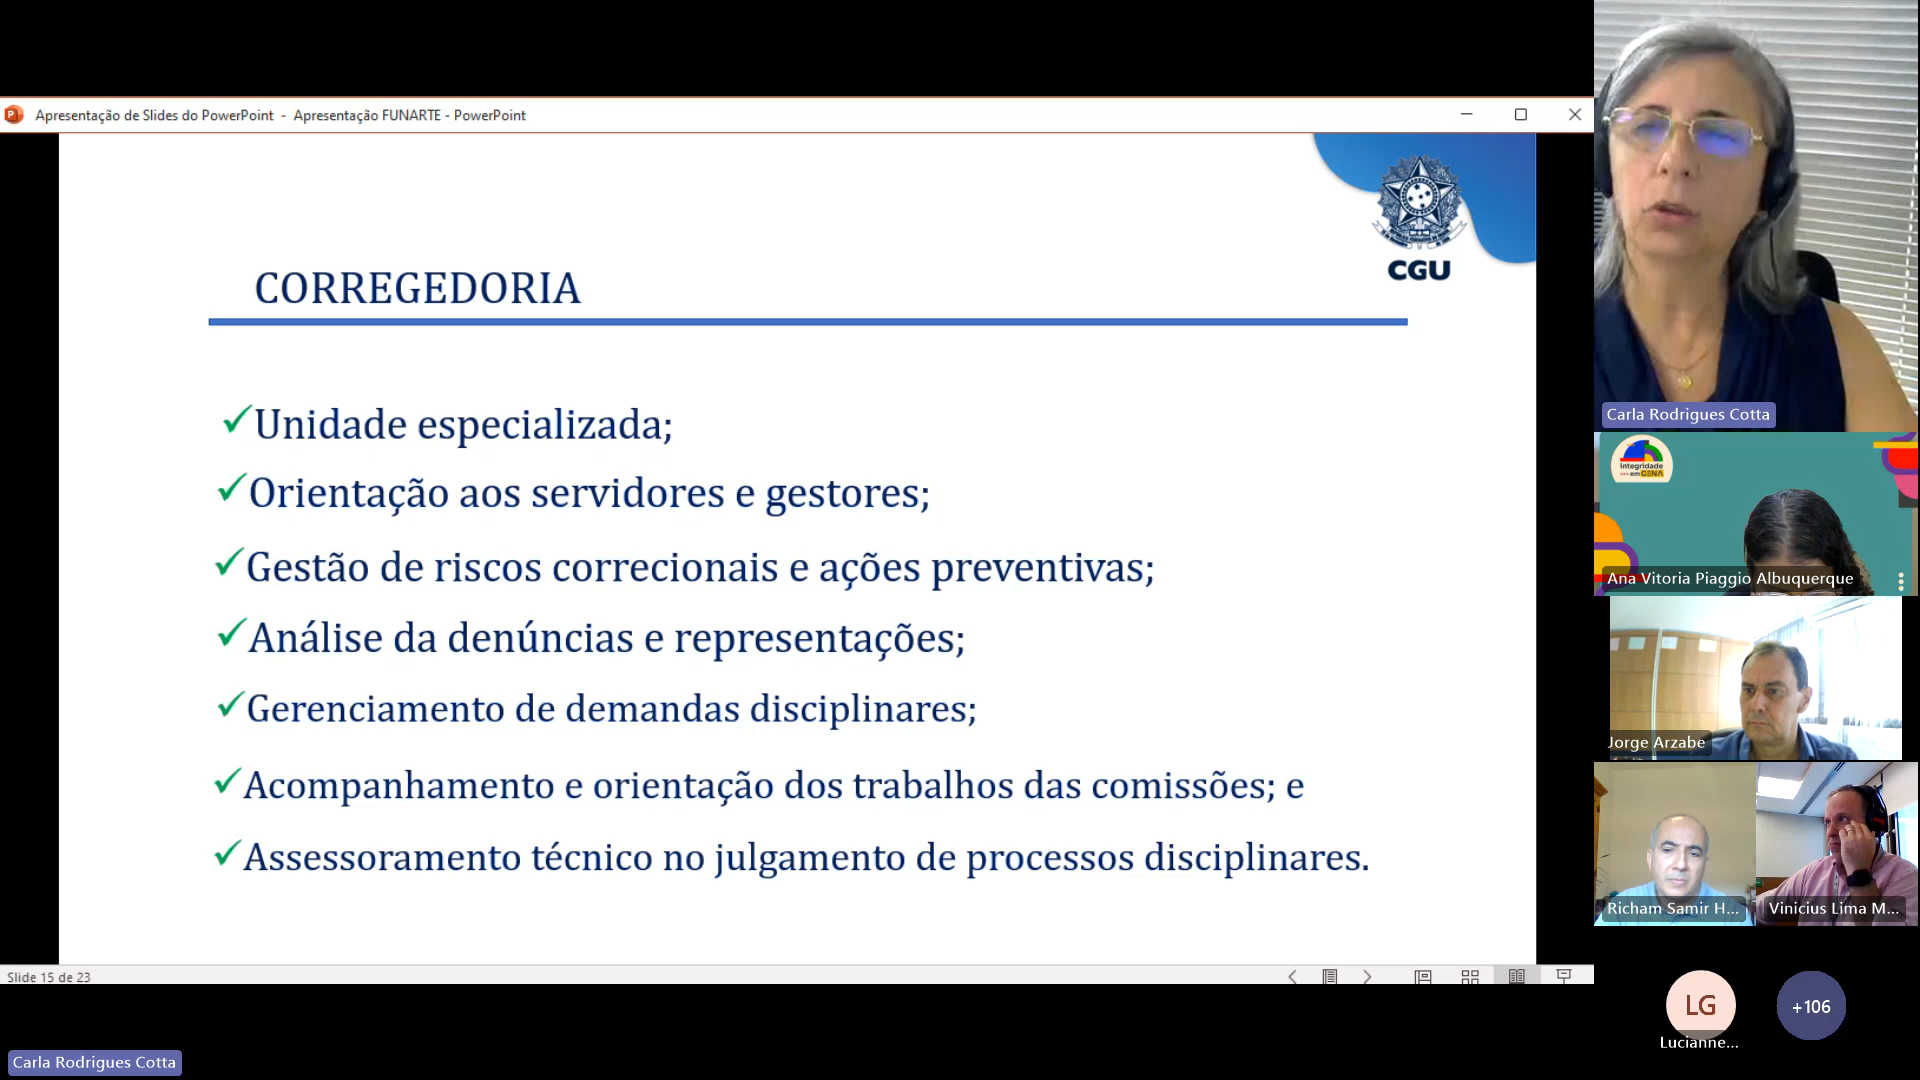 Apresentação de Slides do PowerPoint - Apresentação FUNARTE - PowerPoint
CGU
CORREGEDORIA
Unidade especializada;
Orientação aos servidores e gestores;
Gestão de riscos correcionais e ações preventivas;
Análise da denúncias e representações;
Gerenciamento de demandas disciplinares;
Acompanhamento e orientação dos trabalhos das comissões; e
Assessoramento técnico no julgamento de processos disciplinares.
Slide 15 de 23
Carla Rodrigues Cotta
Carla Rodrigues Cotta
integridade
em CENA
Ana Vitoria Piaggio Albuquerque
Jorge Arzabe
Richam Samir H...
Vinicius Lima M...
LG
Lucianne...
+106